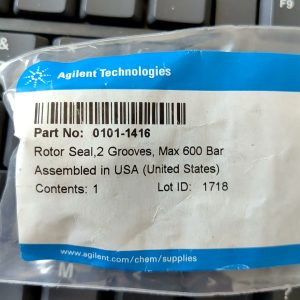 F9
Agilent Technologies
Part No: 0101-1416
Rotor Seal,2 Grooves, Max 600 Bar
Assembled in USA (United States)
Contents: 1 Lot ID: 1718
www.agilent.com/chem/supplies
M